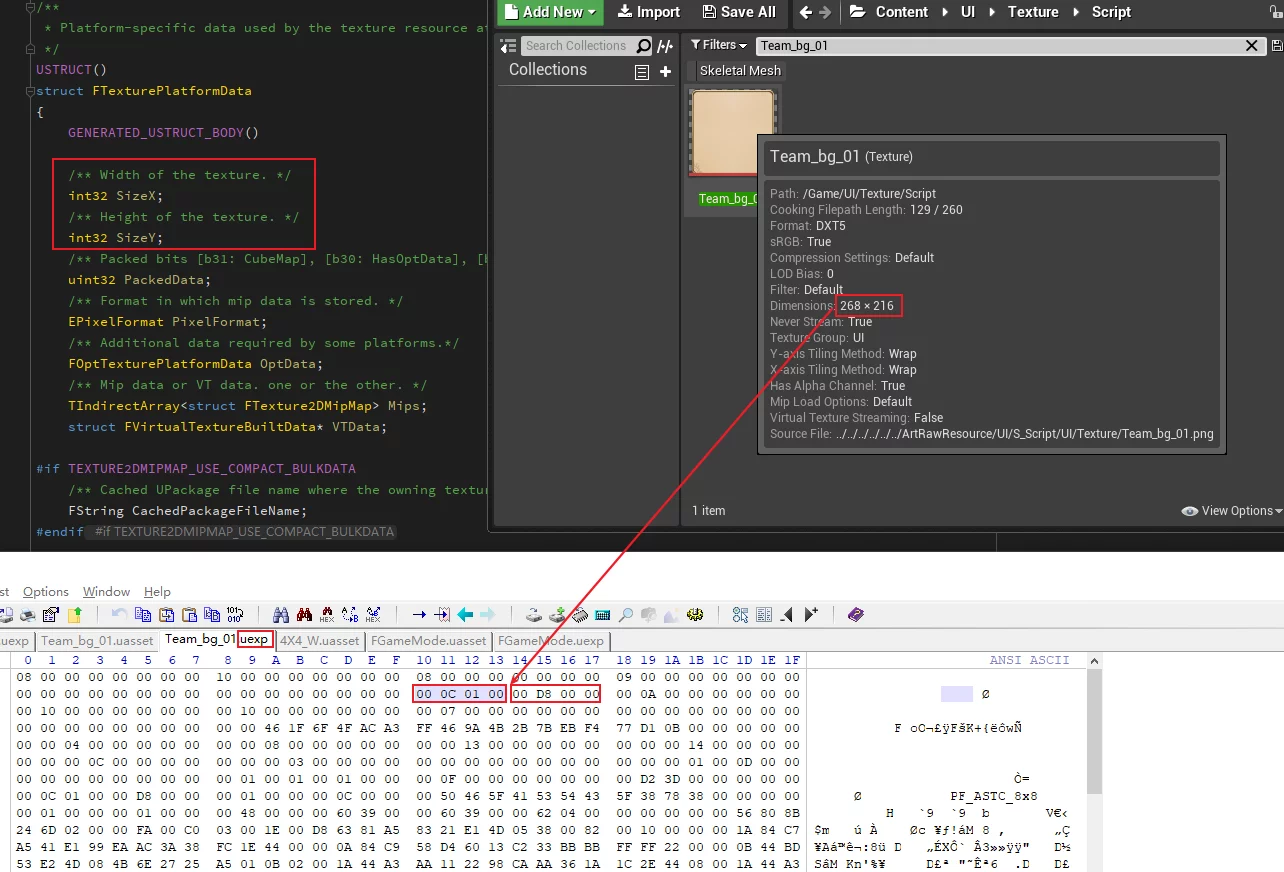 /**
* Platform-specific data used by the texture resource at
*/
USTRUCT()
struct FTexturePlatformData
{
GENERATED_USTRUCT_BODY()
/** Width of the texture. */
int32 SizeX;
/** Height of the texture. */
int32 SizeY;
/** Packed bits [b31: CubeMap], [b30: HasOptData], [b
uint32 PackedData;
/** Format in which mip data is stored. */
EPixelFormat PixelFormat;
/** Additional data required by some platforms.*/
FOptTexturePlatformData OptData;
/** Mip data or VT data. one or the other. */
TIndirectArray<struct FTexture2DMipMap> Mips;
struct FVirtualTextureBuiltData* VTData;
#if TEXTURE2DMIPMAP_USE_COMPACT_BULKDATA
/** Cached UPackage file name where the owning textur
FString CachedPackageFileName;
#endif #if TEXTURE2DMIPMAP_USE_COMPACT_BULKDATA
Add New Import Save All Content UI Texture Script
Search Collections Filters Team_bg_01
Collections
Skeletal Mesh
Team_bg_0
Team_bg_01 (Texture)
Path: /Game/UI/Texture/Script
Cooking Filepath Length: 129 / 260
Format: DXT5
sRGB: True
Compression Settings: Default
LOD Bias: 0
Filter: Default
Dimensions: 268 × 216
Never Stream: True
Texture Group: UI
Y-axis Tiling Method: Wrap
X-axis Tiling Method: Wrap
Has Alpha Channel: True
Mip Load Options: Default
Virtual Texture Streaming: False
Source File: ../../../../../../ArtRawResource/UI/S_Script/UI/Texture/Team_bg_01.png
1 item
View Options
st Options Window Help
uexp Team_bg_01.uasset Team_bg_01.uexp 4X4_W.uasset FGameMode.uasset FGameMode.uexp
0 1 2 3 4 5 6 7 8 9 A B C D E F 10 11 12 13 14 15 16 17 18 19 1A 1B 1C 1D 1E 1F ANSI ASCII
08 00 00 00 00 00 00 00 10 00 00 00 00 00 00 00 08 00 00 00 00 00 00 00 09 00 00 00 00 00 00 00
00 00 00 00 00 00 00 00 00 00 00 00 00 00 00 00 00 0C 01 00 00 D8 00 00 00 0A 00 00 00 00 00 00 Ø
00 10 00 00 00 00 00 00 00 10 00 00 00 00 00 00 00 07 00 00 00 00 00 00 00 00 00 00 00 00 00 00
00 00 00 00 00 00 00 00 00 00 46 1F 6F 4F AC A3 FF 46 9A 4B 2B 7B EB F4 77 D1 0B 00 00 00 00 00 F oO¬£ÿFšK+{ëôwÑ
00 00 04 00 00 00 00 00 00 00 08 00 00 00 00 00 00 00 13 00 00 00 00 00 00 00 00 14 00 00 00 00
00 00 00 0C 00 00 00 00 00 00 00 03 00 00 00 00 00 00 00 00 00 00 00 00 00 00 00 01 00 0D 00 00
00 00 00 00 00 00 00 00 00 01 00 01 00 01 00 00 00 0F 00 00 00 00 00 00 00 D2 3D 00 00 00 00 00 Ò=
00 0C 01 00 00 D8 00 00 00 01 00 00 00 0C 00 00 00 50 46 5F 41 53 54 43 5F 38 78 38 00 00 00 00 Ø PF_ASTC_8x8
00 01 00 00 00 01 00 00 00 48 00 00 00 60 39 00 00 60 39 00 00 62 04 00 00 00 00 00 00 56 80 8B H `9 `9 b V€‹
24 6D 02 00 00 FA 00 C0 03 00 1E 00 D8 63 81 A5 83 21 E1 4D 05 38 00 82 00 10 00 00 00 1A 84 C7
A5 41 E1 99 EA AC 3A 38 FC 1E 44 00 00 0A 84 C9 58 D4 60 13 C2 33 BB BB FF FF 22 00 00 0B 44 BD
53 E2 4D 08 4B 6E 27 25 A5 01 0B 02 00 1A 44 A3 AA 11 22 98 CA AA 36 1A 1C 2E 44 08 00 1A 44 A3